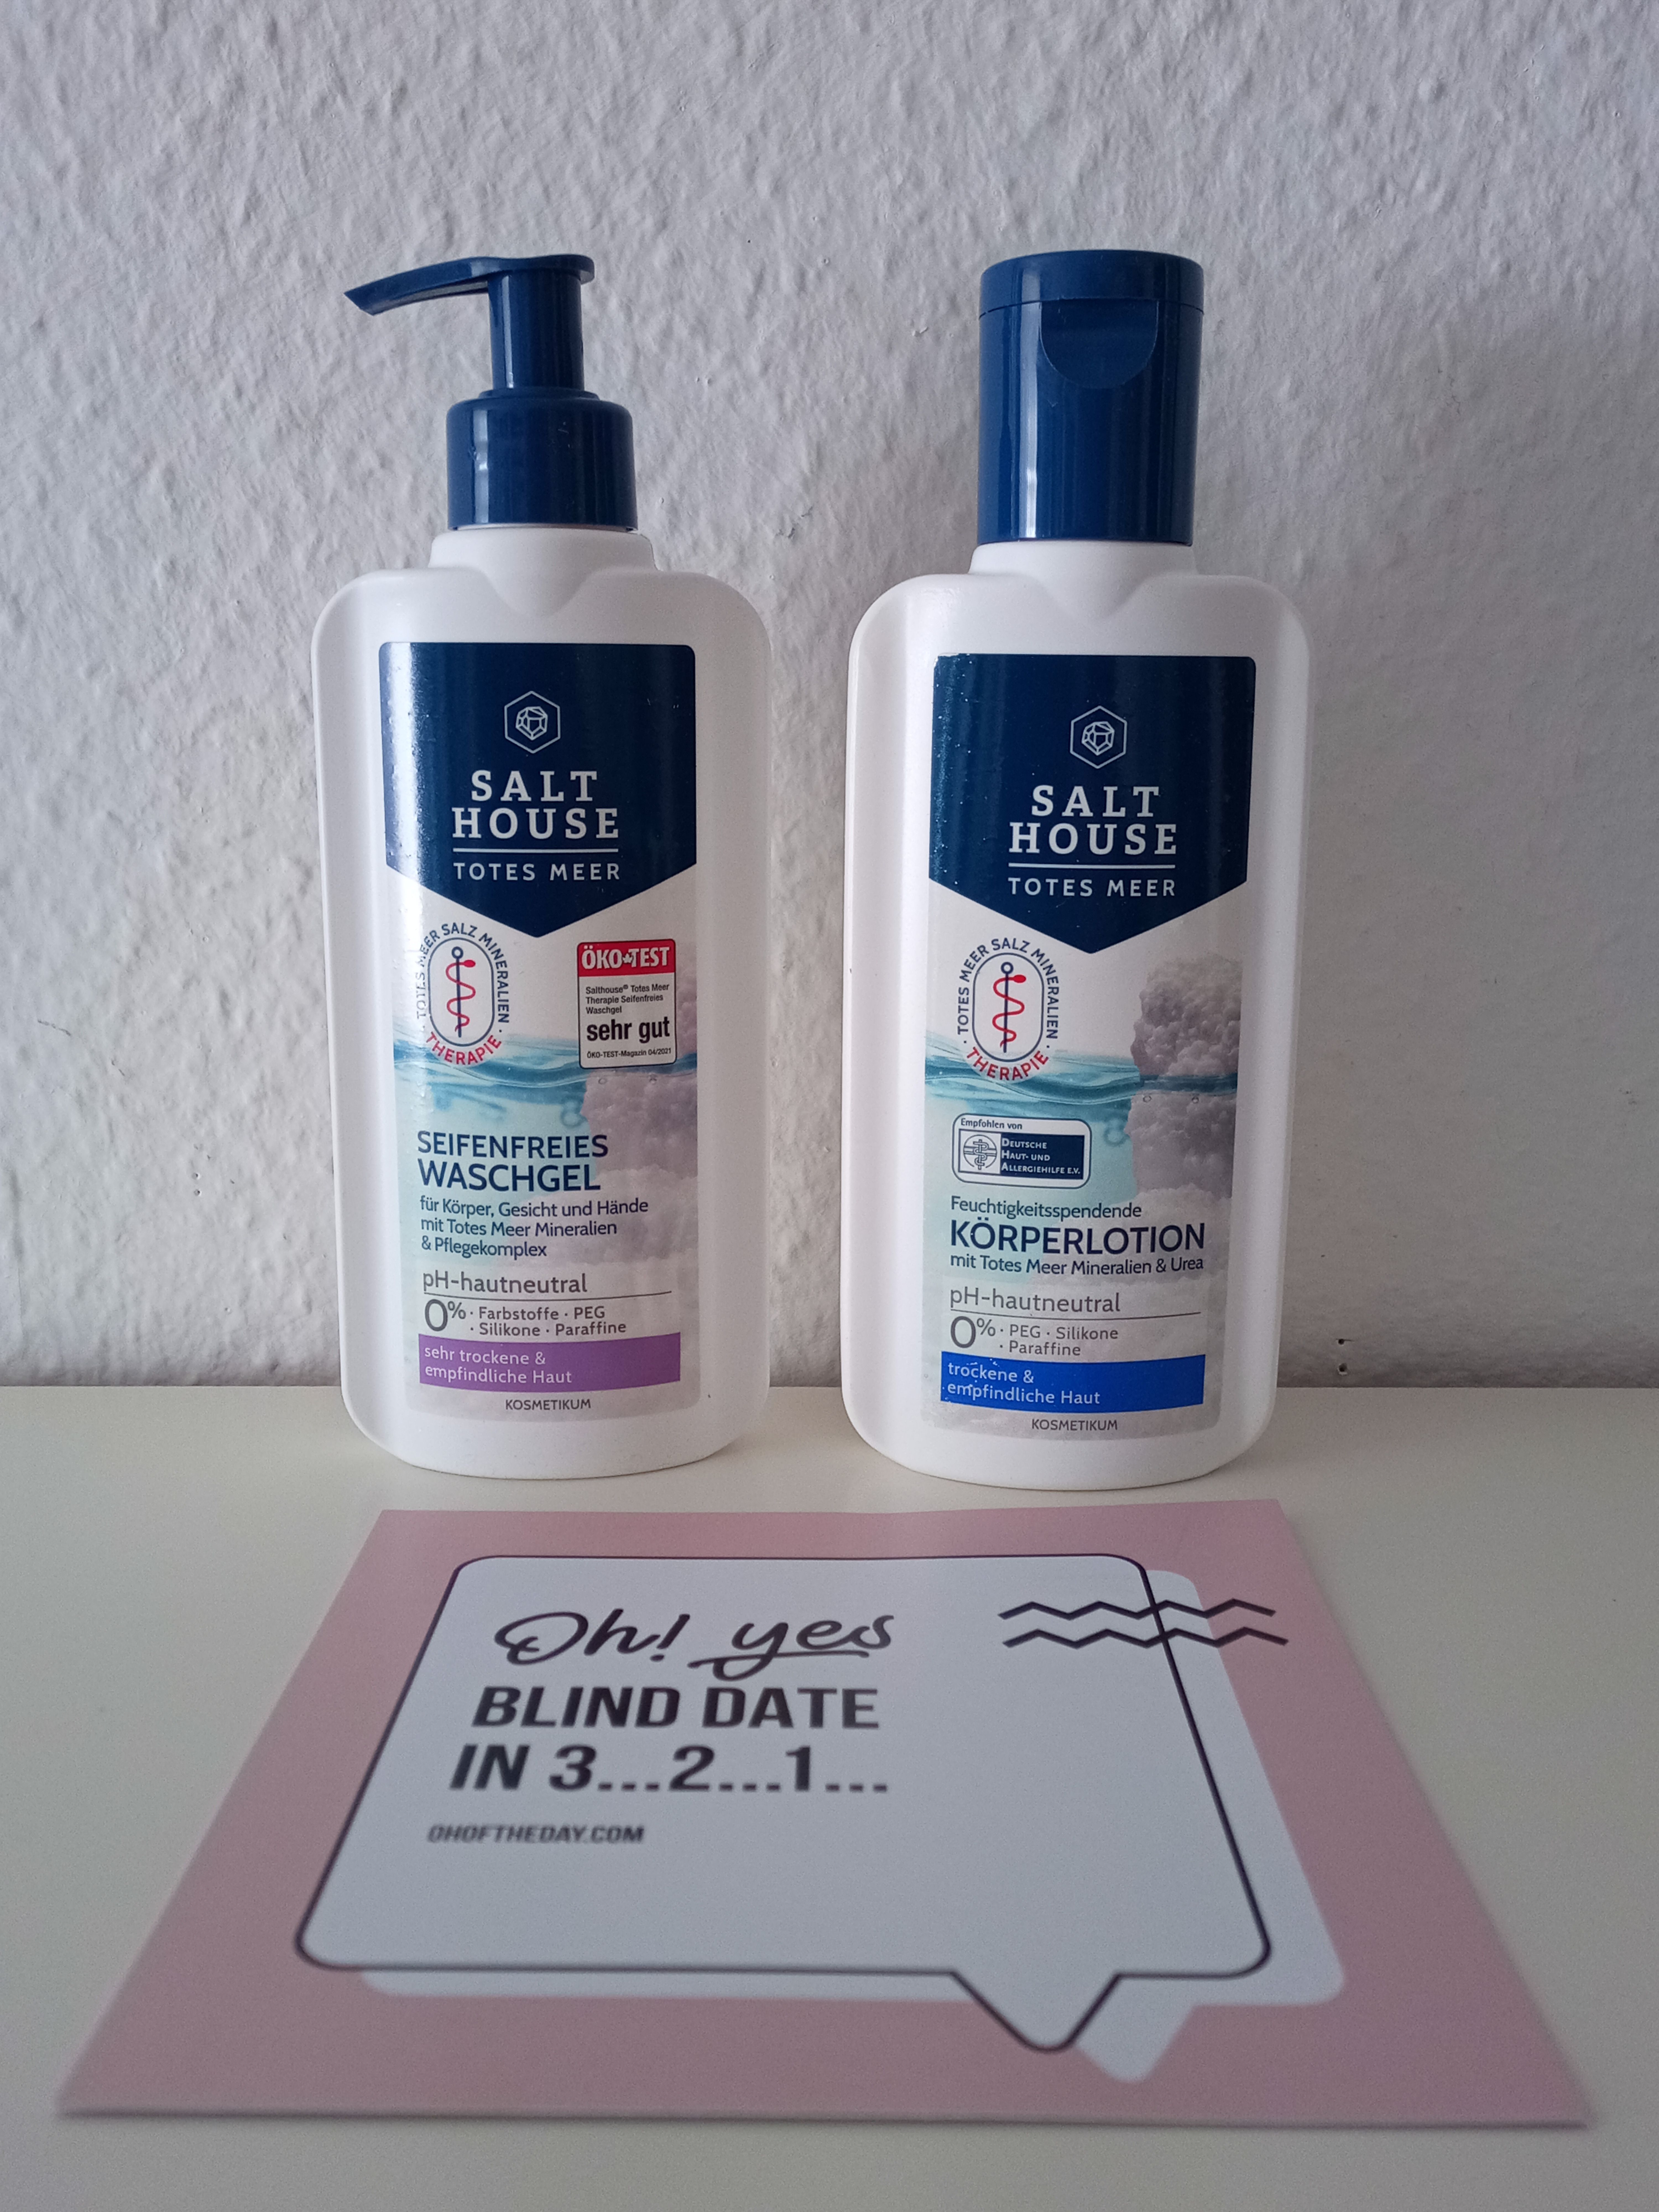 SALT
HOUSE
TOTES MEER
TOTES MEER SALZ MINERALIEN
THERAPIE
ÖKO-TEST
Salthouse® Totes Meer
Therapie Seifenfreies
Waschgel
sehr gut
ÖKO-TEST-Magazin 04/2021
SEIFENFREIES
WASCHGEL
für Körper, Gesicht und Hände
mit Totes Meer Mineralien
& Pflegekomplex
pH-hautneutral
0% · Farbstoffe · PEG
· Silikone · Paraffine
sehr trockene &
empfindliche Haut
KOSMETIKUM
SALT
HOUSE
TOTES MEER
· TOTES MEER SALZ MINERALIEN ·
THERAPIE
Empfohlen von
DEUTSCHE
HAUT- UND
ALLERGIEHILFE E.V.
Feuchtigkeitsspendende
KÖRPERLOTION
mit Totes Meer Mineralien & Urea
pH-hautneutral
0% · PEG · Silikone
· Paraffine
trockene &
empfindliche Haut
KOSMETIKUM
Oh! yes
BLIND DATE
IN 3...2...1...
OHOFTHEDAY.COM